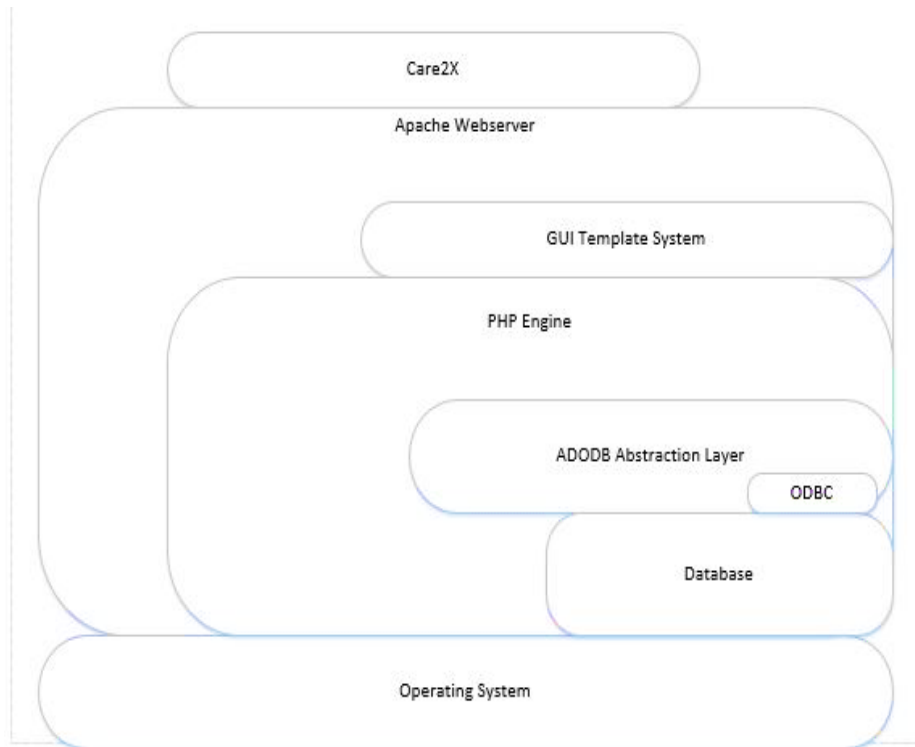 Care2X
Apache Webserver
GUI Template System
PHP Engine
ADODB Abstraction Layer
ODBC
Database
Operating System